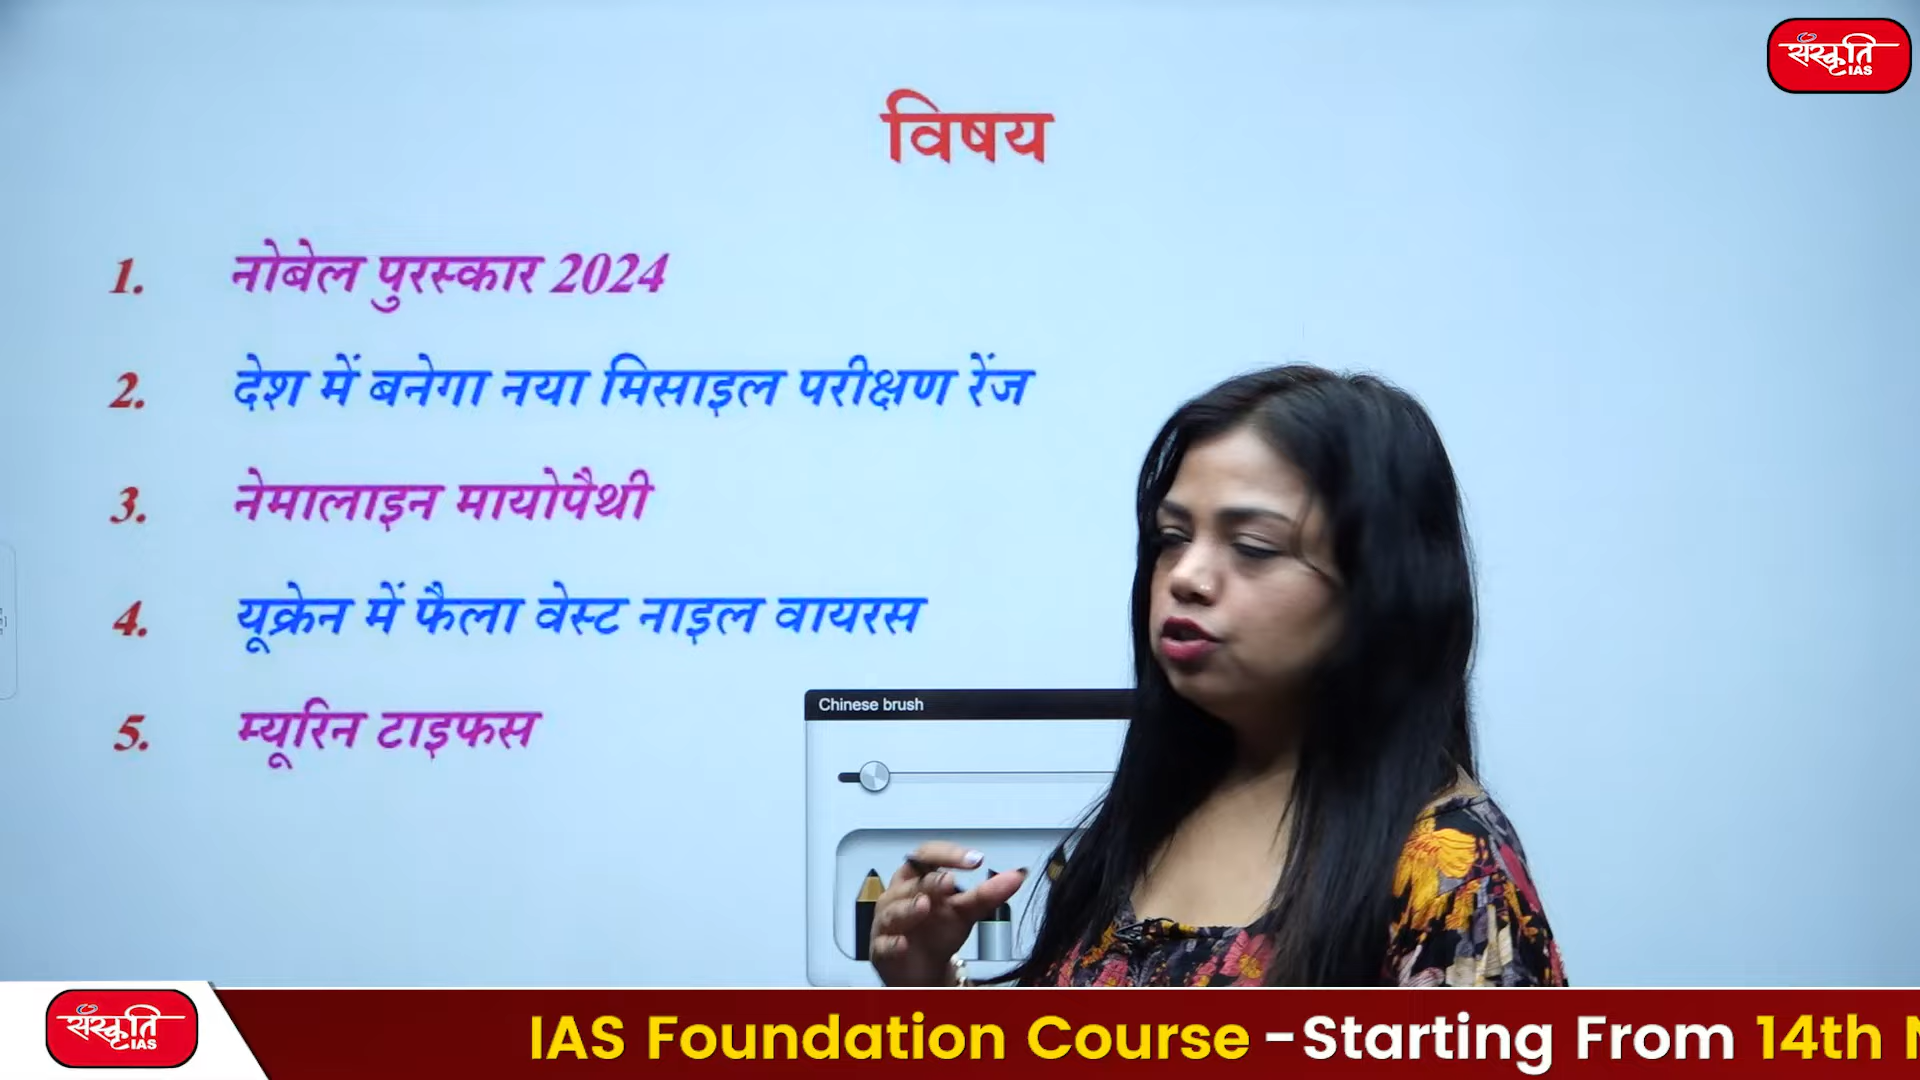 संस्कृति
IAS
विषय
1. नोबेल पुरस्कार 2024
2. देश में बनेगा नया मिसाइल परीक्षण रेंज
3. नेमालाइन मायोपैथी
4. यूक्रेन में फैला वेस्ट नाइल वायरस
5. म्यूरिन टाइफस
Chinese brush
संस्कृति
IAS
IAS Foundation Course -Starting From 14th N